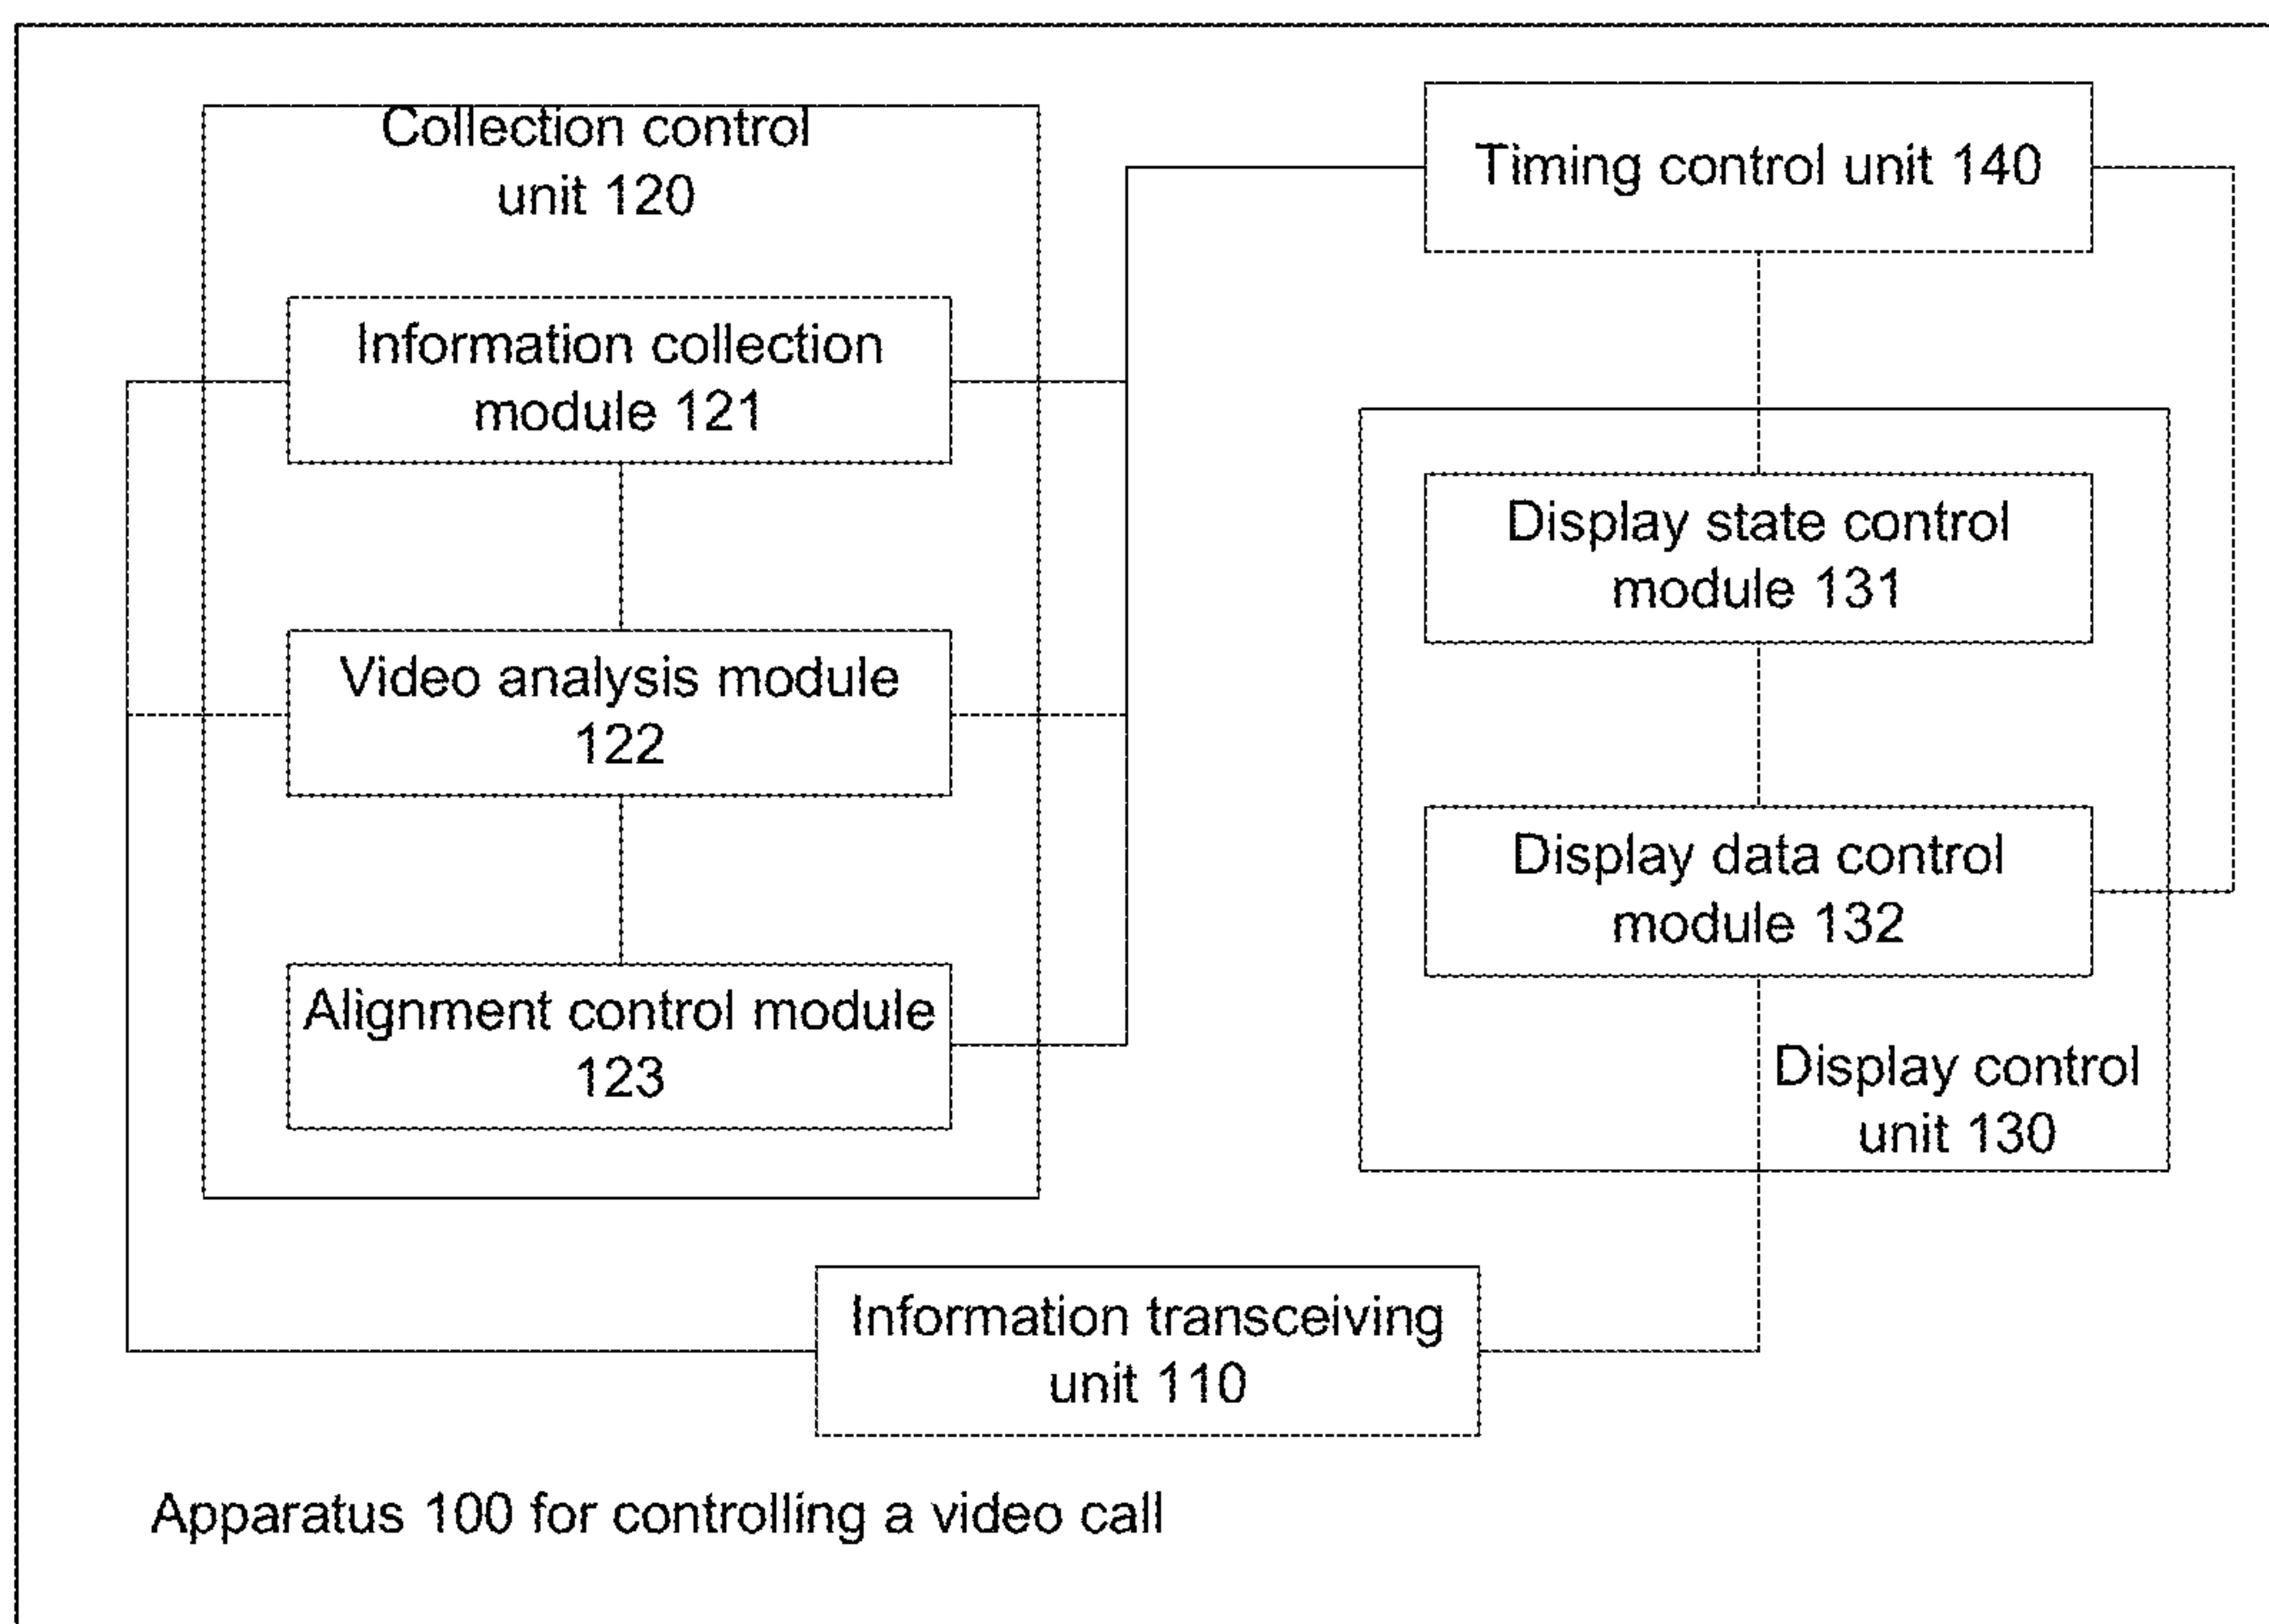 Collection control
unit 120
Information collection
module 121
Video analysis module
122
Alignment control module
123
Timing control unit 140
Display state control
module 131
Display data control
module 132
Display control
unit 130
Information transceiving
unit 110
Apparatus 100 for controlling a video call